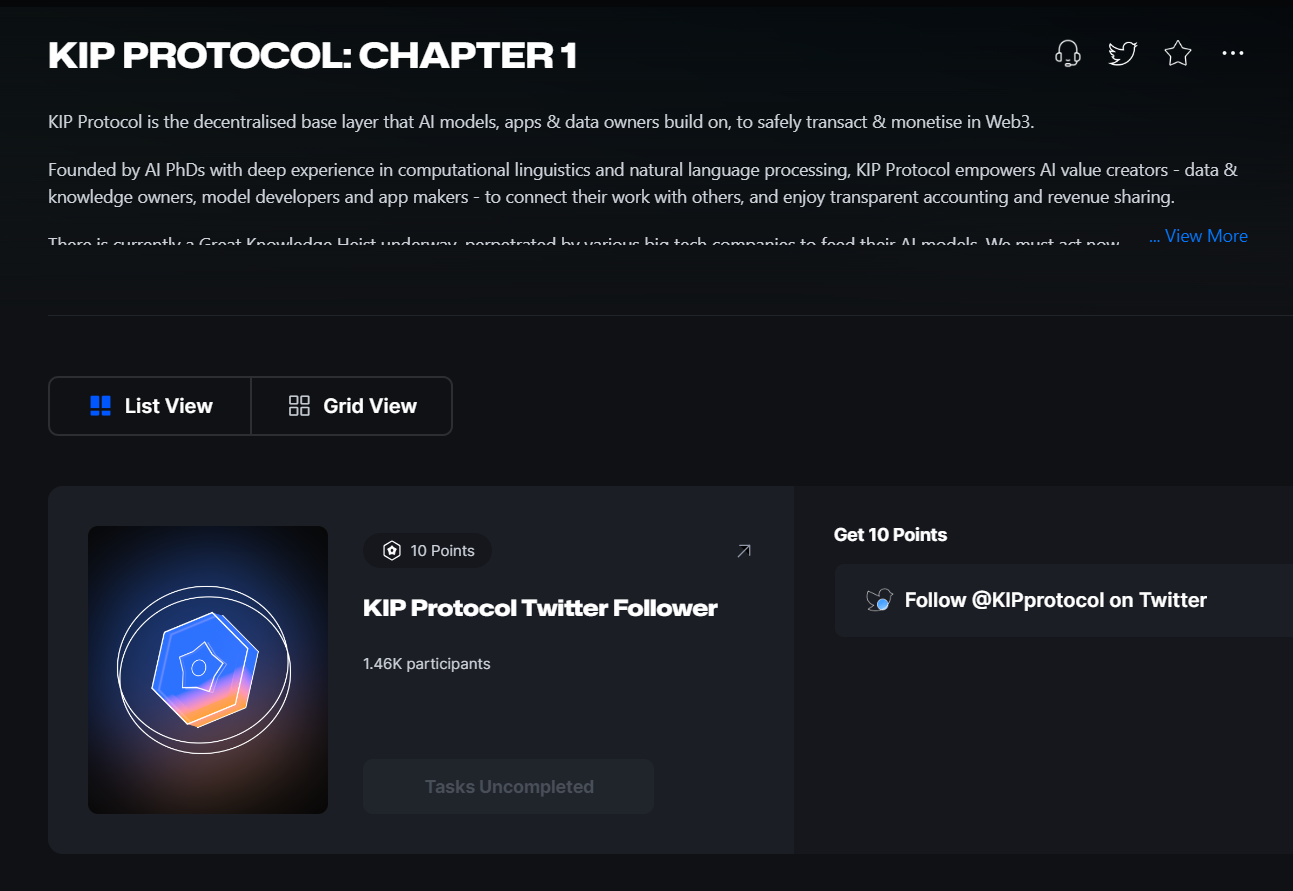 KIP PROTOCOL: CHAPTER 1
KIP Protocol is the decentralised base layer that AI models, apps & data owners build on, to safely transact & monetise in Web3.
Founded by AI PhDs with deep experience in computational linguistics and natural language processing, KIP Protocol empowers AI value creators - data &
knowledge owners, model developers and app makers - to connect their work with others, and enjoy transparent accounting and revenue sharing.
There is currently a Great Knowledge Heist underway, perpetrated by various big tech companies to feed their AI models. We must act now
... View More
List View
Grid View
10 Points
KIP Protocol Twitter Follower
1.46K participants
Tasks Uncompleted
Get 10 Points
Follow @KIPprotocol on Twitter